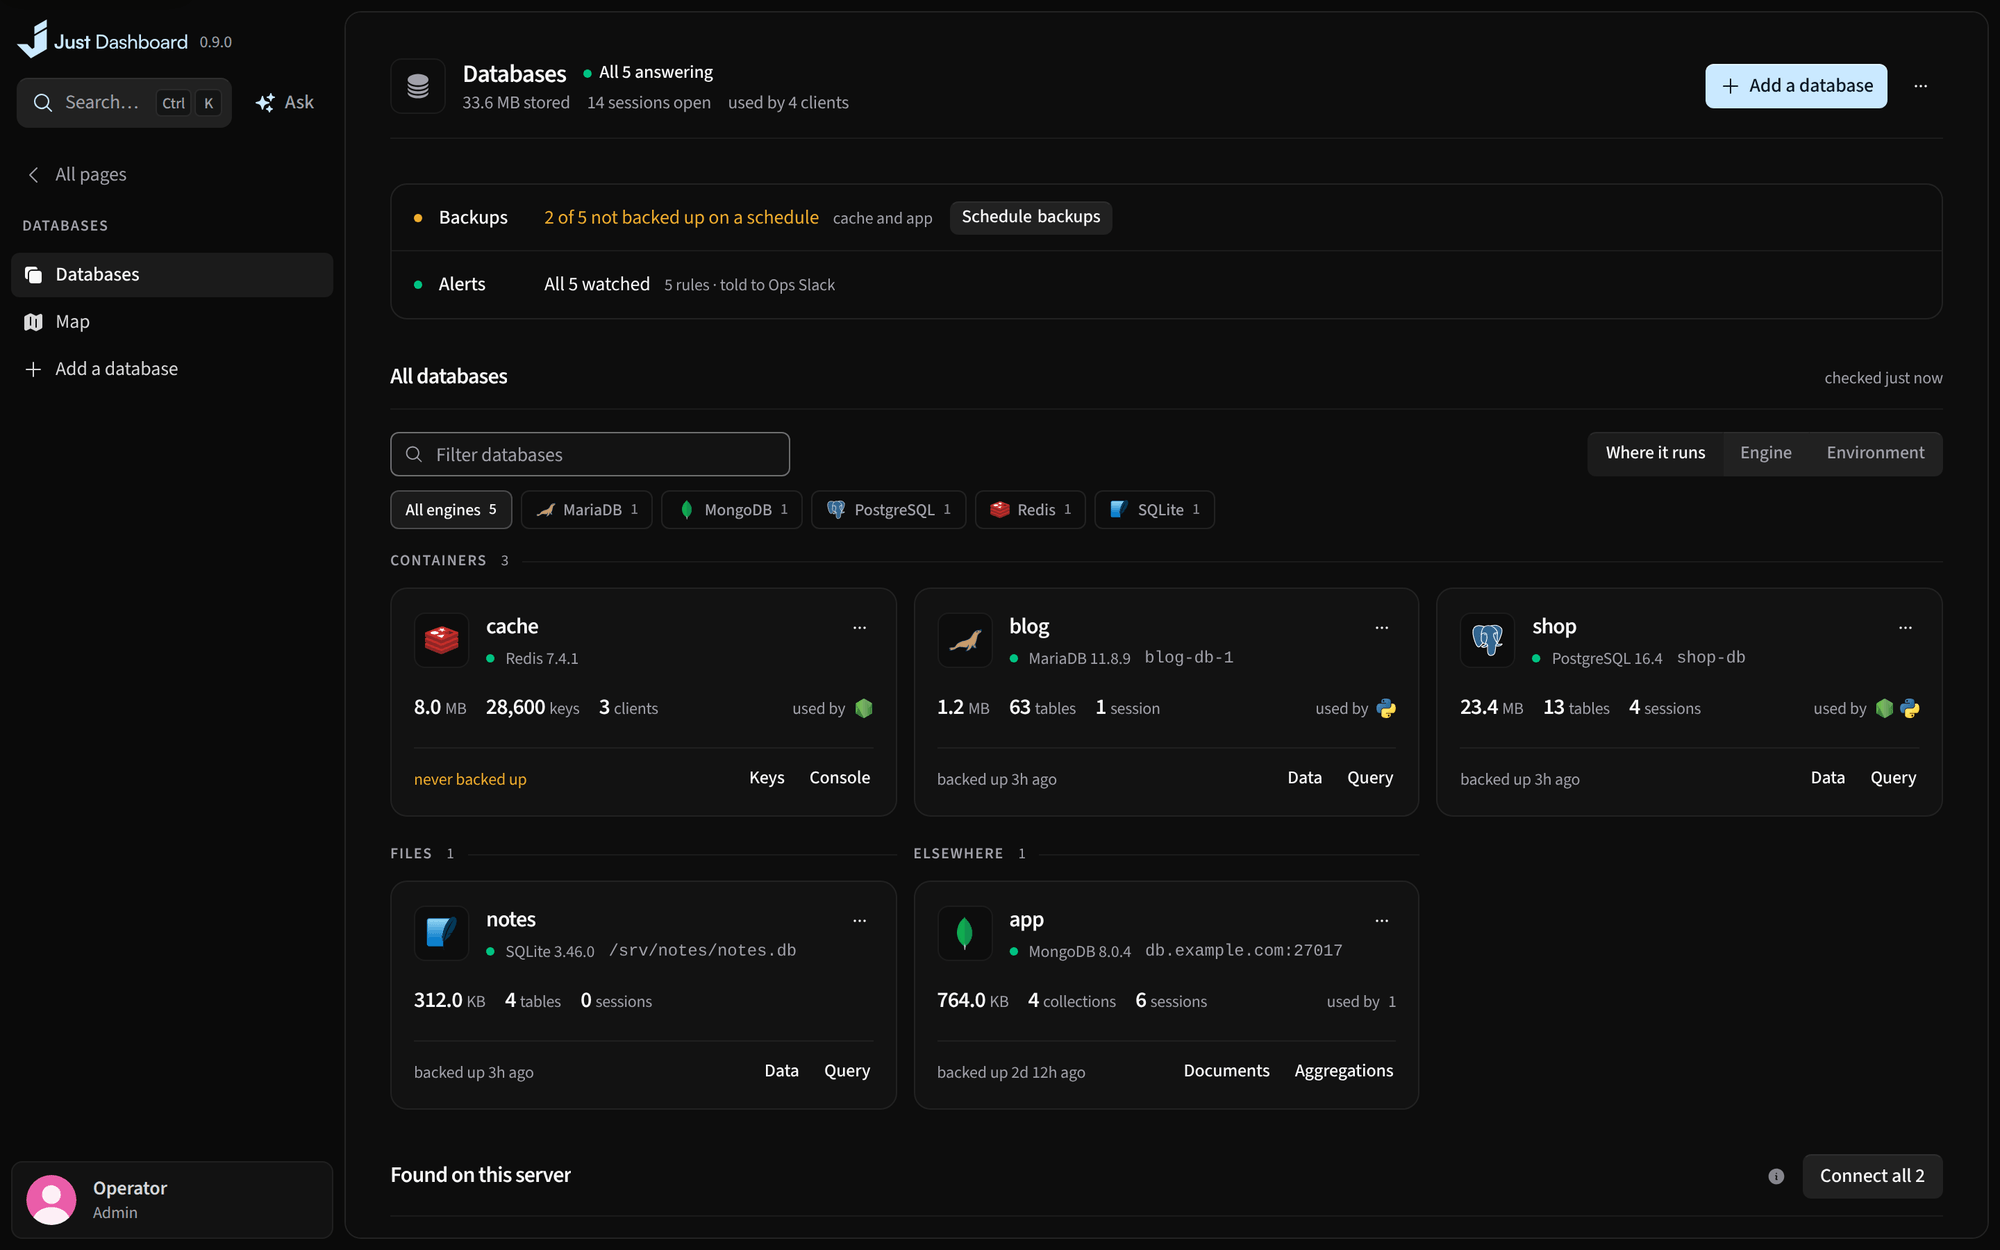 Just Dashboard 0.9.0
Search... Ctrl K
Ask
All pages
DATABASES
Databases
Map
Add a database
Operator
Admin
Databases All 5 answering
33.6 MB stored 14 sessions open used by 4 clients
Add a database
Backups 2 of 5 not backed up on a schedule cache and app Schedule backups
Alerts All 5 watched 5 rules · told to Ops Slack
All databases checked just now
Filter databases
Where it runs Engine Environment
All engines 5 MariaDB 1 MongoDB 1 PostgreSQL 1 Redis 1 SQLite 1
CONTAINERS 3
cache
Redis 7.4.1
8.0 MB 28,600 keys 3 clients used by
never backed up Keys Console
blog
MariaDB 11.8.9 blog-db-1
1.2 MB 63 tables 1 session used by
backed up 3h ago Data Query
shop
PostgreSQL 16.4 shop-db
23.4 MB 13 tables 4 sessions used by
backed up 3h ago Data Query
FILES 1
notes
SQLite 3.46.0 /srv/notes/notes.db
312.0 KB 4 tables 0 sessions
backed up 3h ago Data Query
ELSEWHERE 1
app
MongoDB 8.0.4 db.example.com:27017
764.0 KB 4 collections 6 sessions used by 1
backed up 2d 12h ago Documents Aggregations
Found on this server
Connect all 2